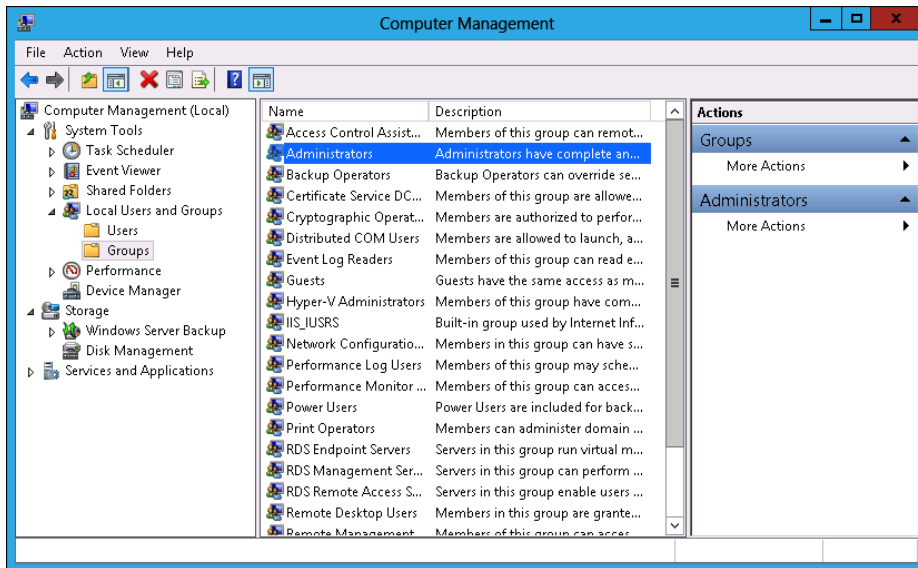 Computer Management
File Action View Help
Computer Management (Local)
System Tools
Task Scheduler
Event Viewer
Shared Folders
Local Users and Groups
Users
Groups
Performance
Device Manager
Storage
Windows Server Backup
Disk Management
Services and Applications
Name Description
Access Control Assist... Members of this group can remot...
Administrators Administrators have complete an...
Backup Operators Backup Operators can override se...
Certificate Service DC... Members of this group are allowe...
Cryptographic Operat... Members are authorized to perfor...
Distributed COM Users Members are allowed to launch, a...
Event Log Readers Members of this group can read e...
Guests Guests have the same access as m...
Hyper-V Administrators Members of this group have com...
IIS_IUSRS Built-in group used by Internet Inf...
Network Configuratio... Members in this group can have s...
Performance Log Users Members of this group may sche...
Performance Monitor ... Members of this group can acces...
Power Users Power Users are included for back...
Print Operators Members can administer domain ...
RDS Endpoint Servers Servers in this group run virtual m...
RDS Management Ser... Servers in this group can perform ...
RDS Remote Access S... Servers in this group enable users ...
Remote Desktop Users Members in this group are grante...
Remote Management Members of this group can acces
Actions
Groups
More Actions
Administrators
More Actions